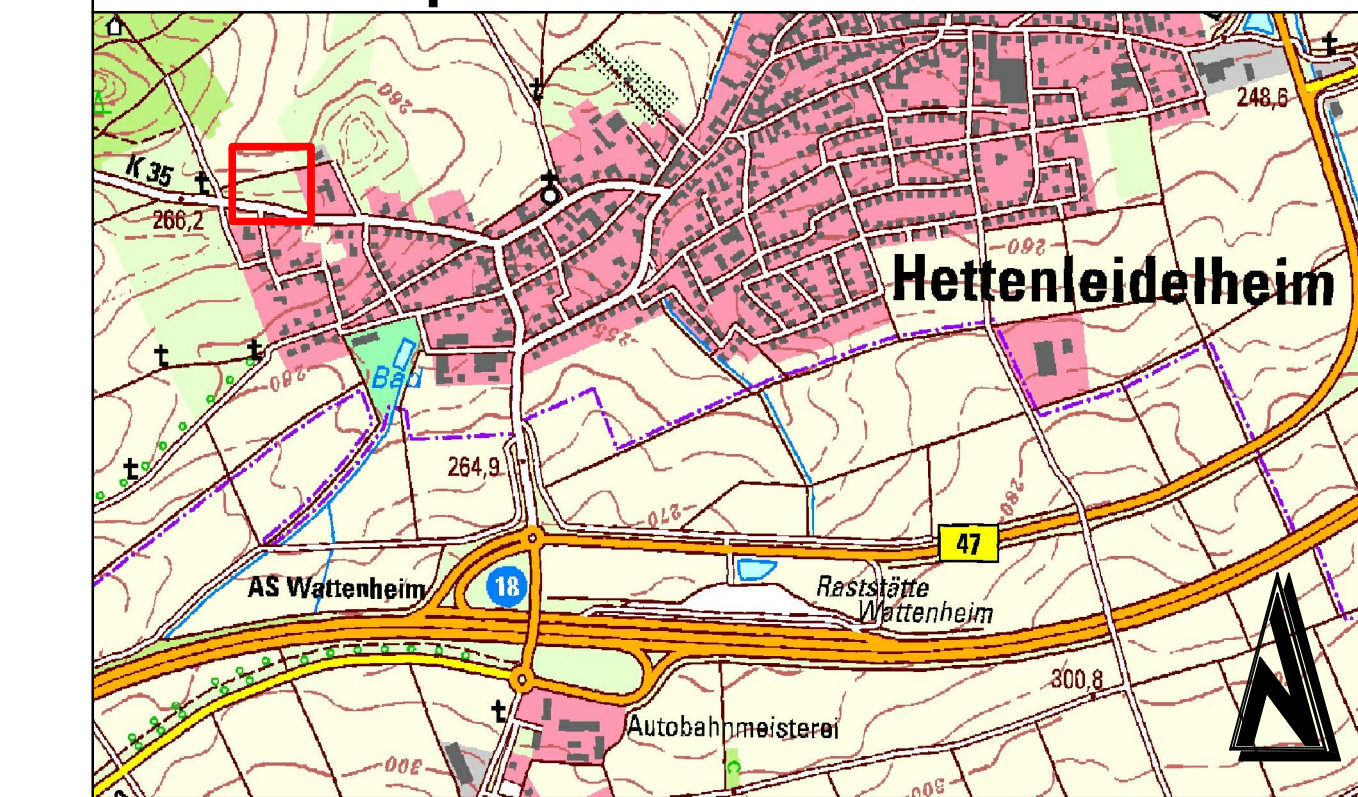 248,6
260
K 35
266,2
260
Hettenleidelheim
255
280
Bad
264,9
270
280
47
AS Wattenheim
18
Raststätte
Wattenheim
300,8
N
Autobahnmeisterei
300
300